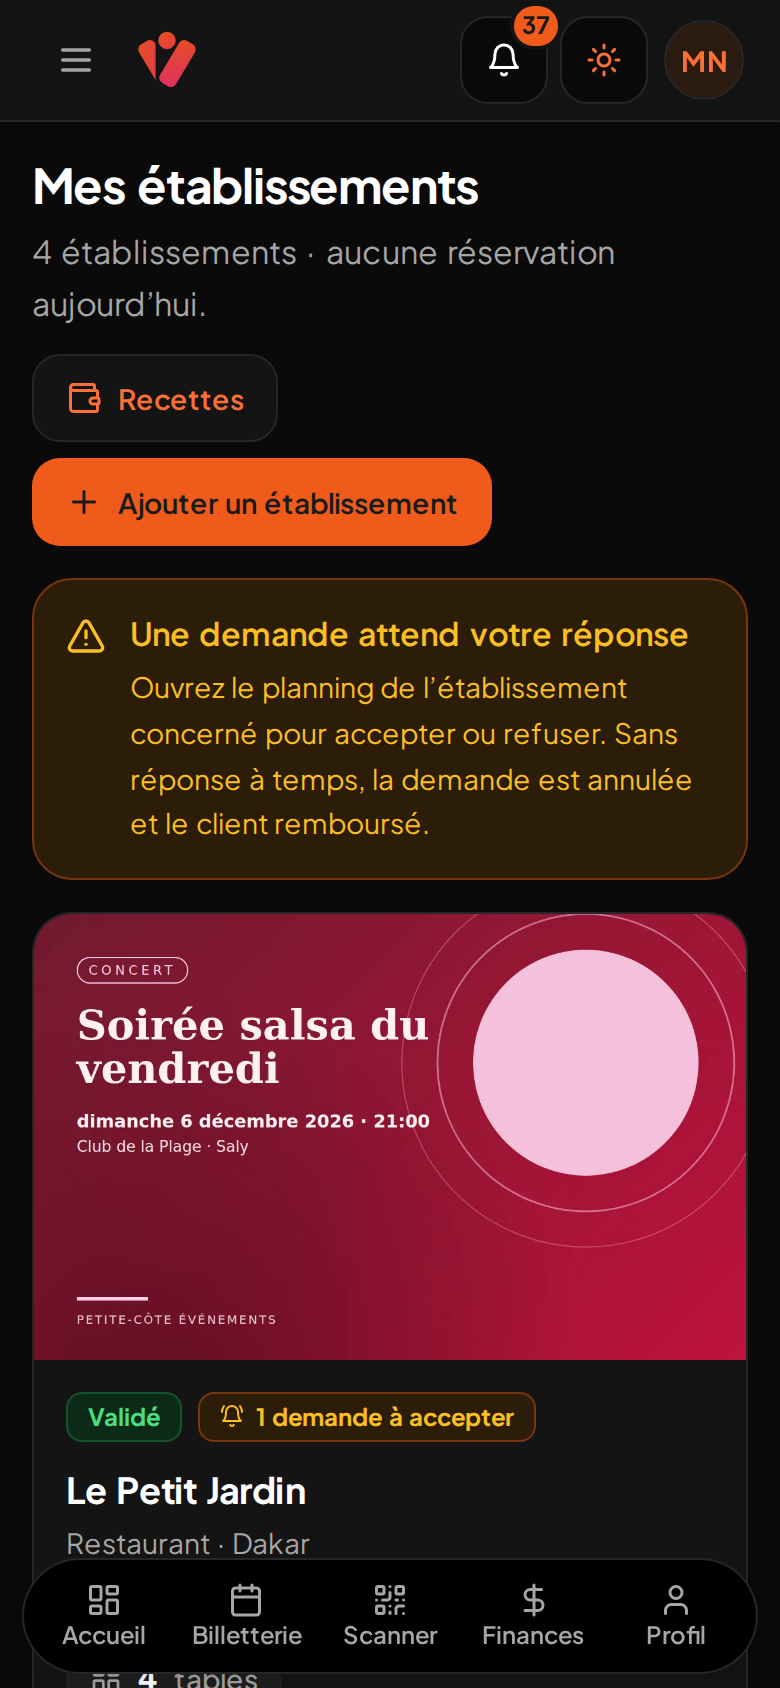 37
MN
Mes établissements
4 établissements · aucune réservation
aujourd’hui.
Recettes
Ajouter un établissement
Une demande attend votre réponse
Ouvrez le planning de l’établissement
concerné pour accepter ou refuser. Sans
réponse à temps, la demande est annulée
et le client remboursé.
CONCERT
Soirée salsa du
vendredi
dimanche 6 décembre 2026 · 21:00
Club de la Plage · Saly
PETITE-CÔTE ÉVÉNEMENTS
Validé
1 demande à accepter
Le Petit Jardin
Restaurant · Dakar
Accueil
Billetterie
Scanner
Finances
Profil
4 tables